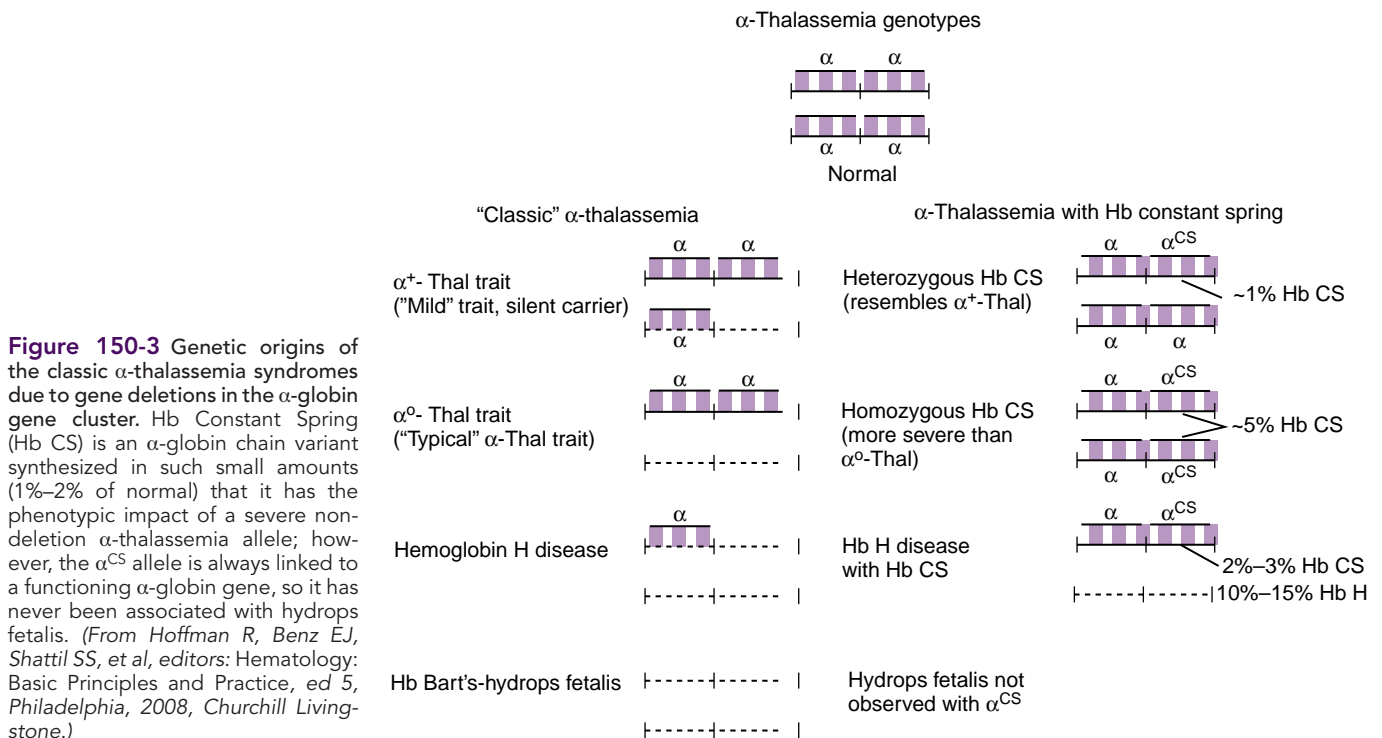 α-Thalassemia genotypes
α α
α α
Normal
“Classic” α-thalassemia
α α
α+- Thal trait
(”Mild” trait, silent carrier)
α
α α
αo- Thal trait
(“Typical” α-Thal trait)
α
Hemoglobin H disease
Hb Bart's-hydrops fetalis
α-Thalassemia with Hb constant spring
α αCS
Heterozygous Hb CS
(resembles α+-Thal)
~1% Hb CS
α α
α αCS
Homozygous Hb CS
(more severe than
αo-Thal)
~5% Hb CS
α αCS
α αCS
Hb H disease
with Hb CS
2%–3% Hb CS
10%–15% Hb H
Hydrops fetalis not
observed with αCS
Figure 150-3 Genetic origins of
the classic α-thalassemia syndromes
due to gene deletions in the α-globin
gene cluster. Hb Constant Spring
(Hb CS) is an α-globin chain variant
synthesized in such small amounts
(1%–2% of normal) that it has the
phenotypic impact of a severe non-
deletion α-thalassemia allele; how-
ever, the αCS allele is always linked to
a functioning α-globin gene, so it has
never been associated with hydrops
fetalis. (From Hoffman R, Benz EJ,
Shattil SS, et al, editors: Hematology:
Basic Principles and Practice, ed 5,
Philadelphia, 2008, Churchill Living-
stone.)